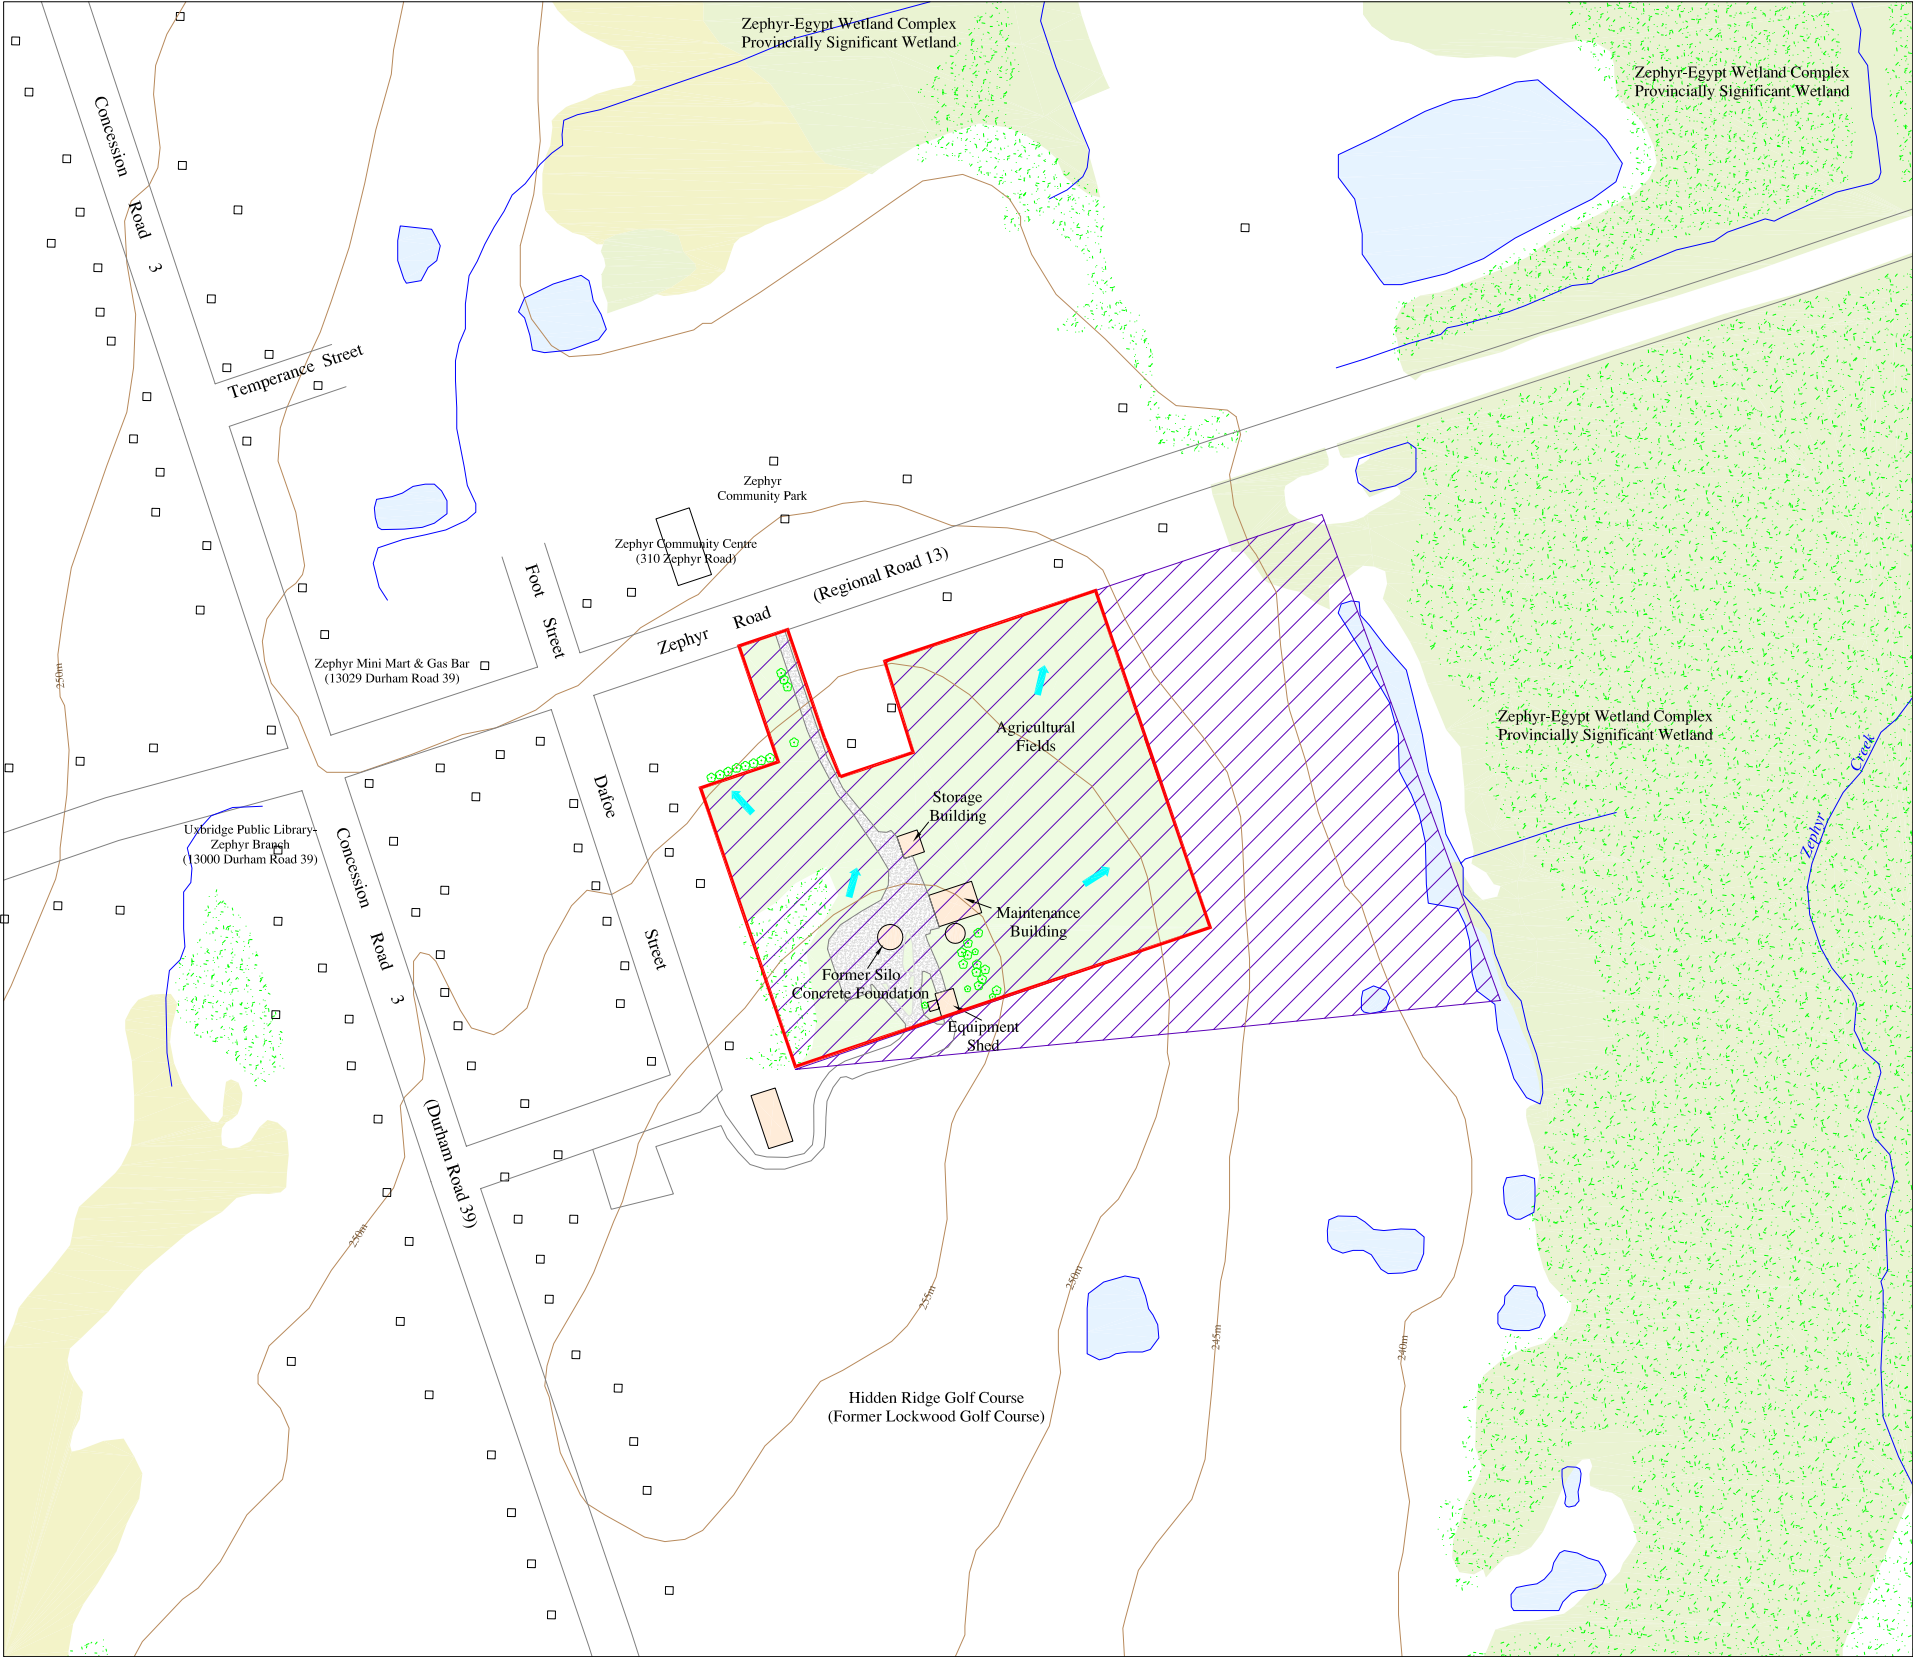 Zephyr-Egypt Wetland Complex
Provincially Significant Wetland
Zephyr-Egypt Wetland Complex
Provincially Significant Wetland
Concession Road 3
Temperance Street
Zephyr
Community Park
Zephyr Community Centre
(310 Zephyr Road)
Foot Street
Zephyr Road (Regional Road 13)
Zephyr Mini Mart & Gas Bar
(13029 Durham Road 39)
250m
Agricultural
Fields
Zephyr-Egypt Wetland Complex
Provincially Significant Wetland
Zephyr Creek
Dafoe Street
Storage
Building
Uxbridge Public Library-
Zephyr Branch
(13000 Durham Road 39)
Concession Road 3 (Durham Road 39)
Maintenance
Building
Former Silo
Concrete Foundation
Equipment
Shed
250m
255m
250m
245m
240m
Hidden Ridge Golf Course
(Former Lockwood Golf Course)